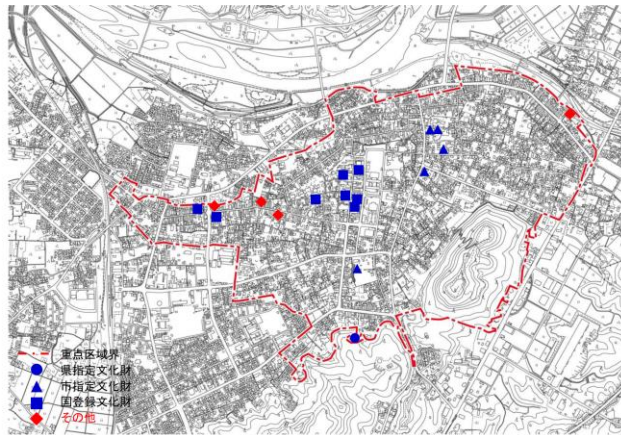 重点区域界
県指定文化財
市指定文化財
国登録文化財
その他